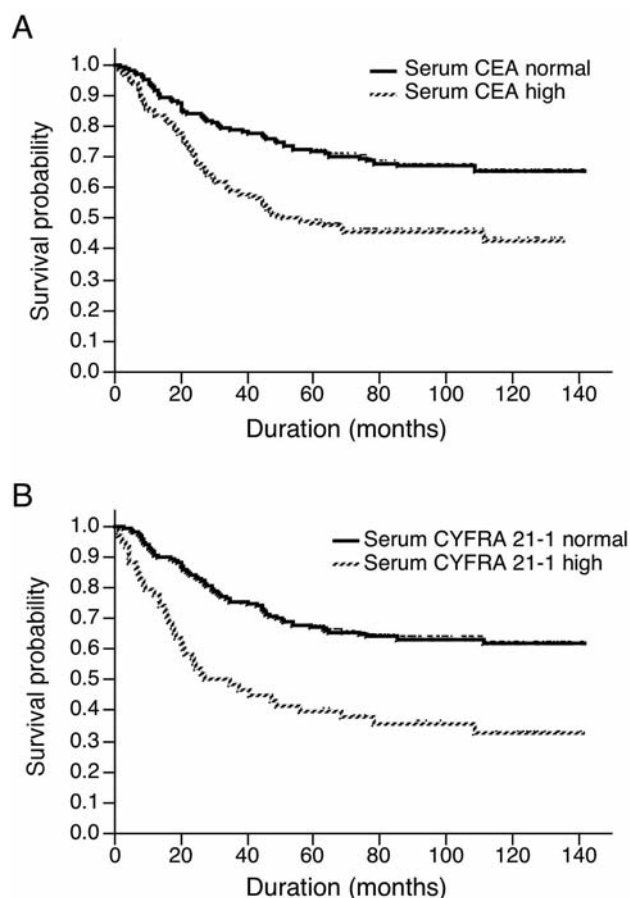 A
Serum CEA normal
Serum CEA high
Survival probability
1.0
0.9
0.8
0.7
0.6
0.5
0.4
0.3
0.2
0.1
0.0
0 20 40 60 80 100 120 140
Duration (months)
B
Serum CYFRA 21-1 normal
Serum CYFRA 21-1 high
Survival probability
1.0
0.9
0.8
0.7
0.6
0.5
0.4
0.3
0.2
0.1
0.0
0 20 40 60 80 100 120 140
Duration (months)